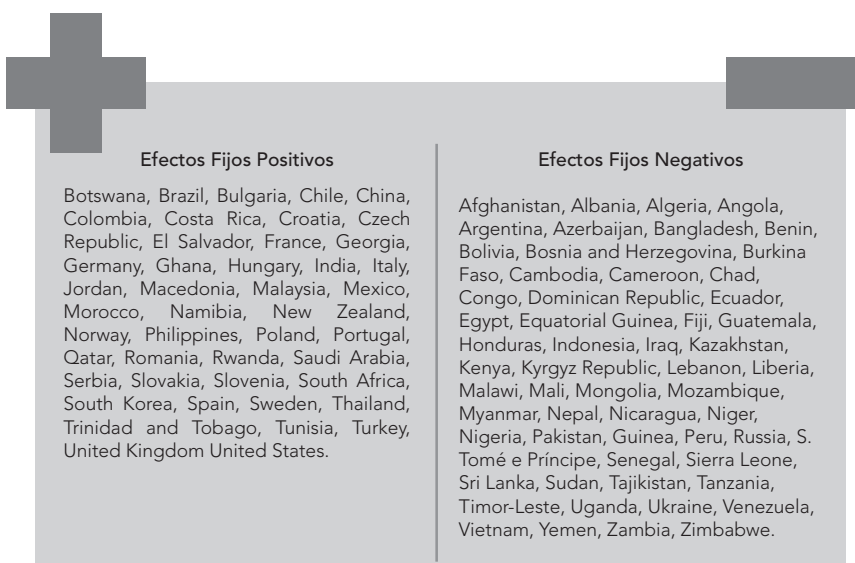 Efectos Fijos Positivos
Botswana, Brazil, Bulgaria, Chile, China,
Colombia, Costa Rica, Croatia, Czech
Republic, El Salvador, France, Georgia,
Germany, Ghana, Hungary, India, Italy,
Jordan, Macedonia, Malaysia, Mexico,
Morocco, Namibia, New Zealand,
Norway, Philippines, Poland, Portugal,
Qatar, Romania, Rwanda, Saudi Arabia,
Serbia, Slovakia, Slovenia, South Africa,
South Korea, Spain, Sweden, Thailand,
Trinidad and Tobago, Tunisia, Turkey,
United Kingdom United States.
Efectos Fijos Negativos
Afghanistan, Albania, Algeria, Angola,
Argentina, Azerbaijan, Bangladesh, Benin,
Bolivia, Bosnia and Herzegovina, Burkina
Faso, Cambodia, Cameroon, Chad,
Congo, Dominican Republic, Ecuador,
Egypt, Equatorial Guinea, Fiji, Guatemala,
Honduras, Indonesia, Iraq, Kazakhstan,
Kenya, Kyrgyz Republic, Lebanon, Liberia,
Malawi, Mali, Mongolia, Mozambique,
Myanmar, Nepal, Nicaragua, Niger,
Nigeria, Pakistan, Guinea, Peru, Russia, S.
Tomé e Príncipe, Senegal, Sierra Leone,
Sri Lanka, Sudan, Tajikistan, Tanzania,
Timor-Leste, Uganda, Ukraine, Venezuela,
Vietnam, Yemen, Zambia, Zimbabwe.